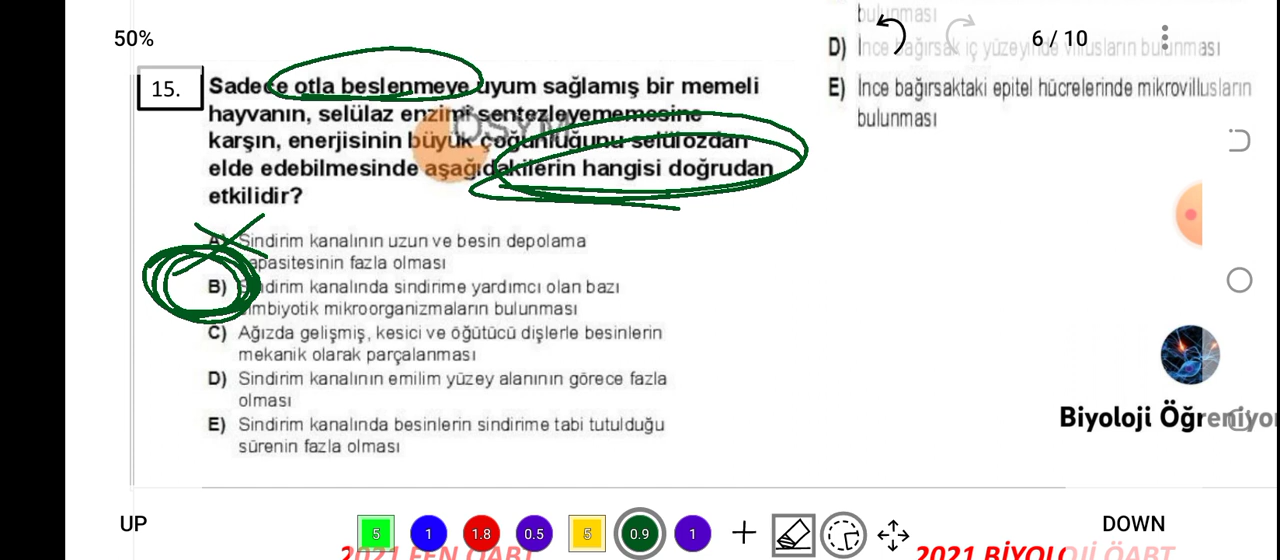 50%
6 / 10
bulunması
D) İnce bağırsak iç yüzeyinde villusların bulunması
E) İnce bağırsaktaki epitel hücrelerinde mikrovillusların
bulunması
15.
Sadece otla beslenmeye uyum sağlamış bir memeli
hayvanın, selülaz enzimi sentezleyememesine
karşın, enerjisinin büyük çoğunluğunu selülozdan
elde edebilmesinde aşağıdakilerin hangisi doğrudan
etkilidir?
ÖSYM
A) Sindirim kanalının uzun ve besin depolama
kapasitesinin fazla olması
B) Sindirim kanalında sindirime yardımcı olan bazı
simbiyotik mikroorganizmaların bulunması
C) Ağızda gelişmiş, kesici ve öğütücü dişlerle besinlerin
mekanik olarak parçalanması
D) Sindirim kanalının emilim yüzey alanının görece fazla
olması
E) Sindirim kanalında besinlerin sindirime tabi tutulduğu
sürenin fazla olması
Biyoloji Öğreniyo
UP
5 1 1.8 0.5 5 0.9 1
DOWN
2021 FEN ÖABT
2021 BİYOLOJİ ÖABT